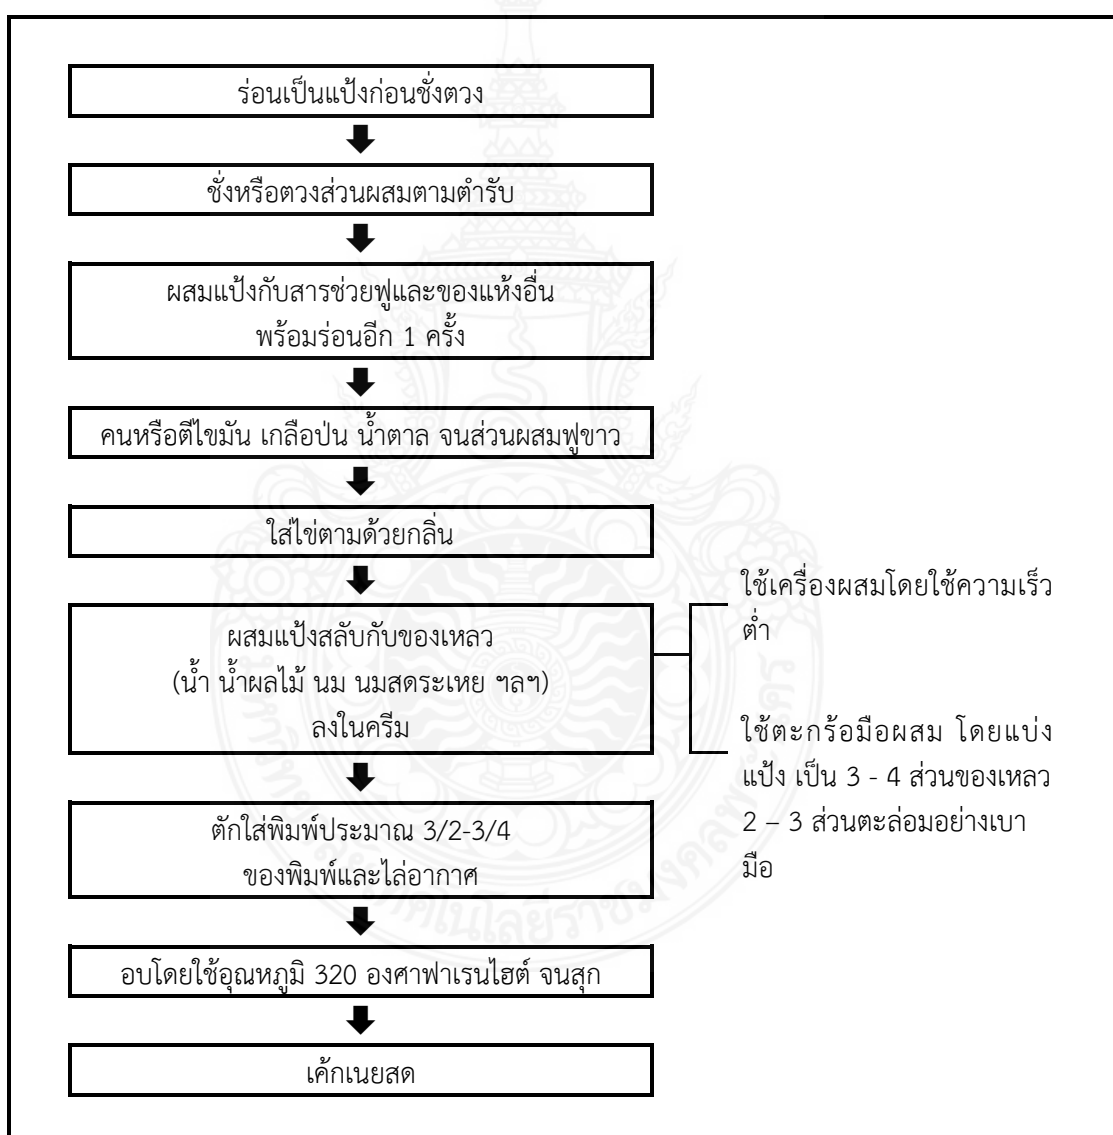 ร่อนเป็นแป้งก่อนชั่งตวง
ชั่งหรือตวงส่วนผสมตามตำรับ
ผสมแป้งกับสารช่วยฟูและของแห้งอื่น
พร้อมร่อนอีก 1 ครั้ง
คนหรือตีไขมัน เกลือป่น น้ำตาล จนส่วนผสมฟูขาว
ใส่ไข่ตามด้วยกลิ่น
ผสมแป้งสลับกับของเหลว
(น้ำ น้ำผลไม้ นม นมสดระเหย ฯลฯ)
ลงในครีม
ใช้เครื่องผสมโดยใช้ความเร็ว
ต่ำ
ใช้ตะกร้อมือผสม โดยแบ่ง
แป้ง เป็น 3 - 4 ส่วนของเหลว
2 – 3 ส่วนตะล่อมอย่างเบา
มือ
ตักใส่พิมพ์ประมาณ 3/2-3/4
ของพิมพ์และไล่อากาศ
อบโดยใช้อุณหภูมิ 320 องศาฟาเรนไฮต์ จนสุก
เค้กเนยสด